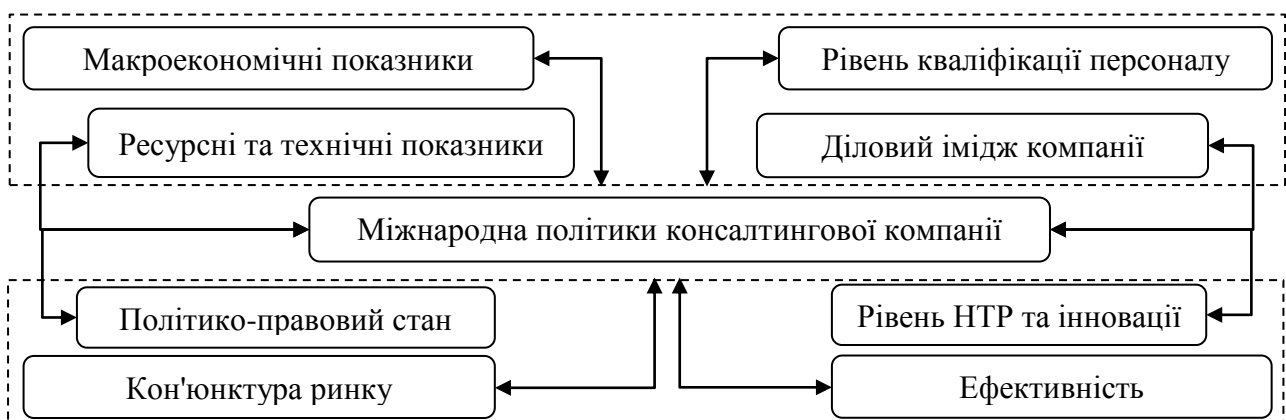 Макроекономічні показники
Рівень кваліфікації персоналу
Ресурсні та технічні показники
Діловий імідж компанії
Міжнародна політики консалтингової компанії
Політико-правовий стан
Рівень НТР та інновації
Кон'юнктура ринку
Ефективність